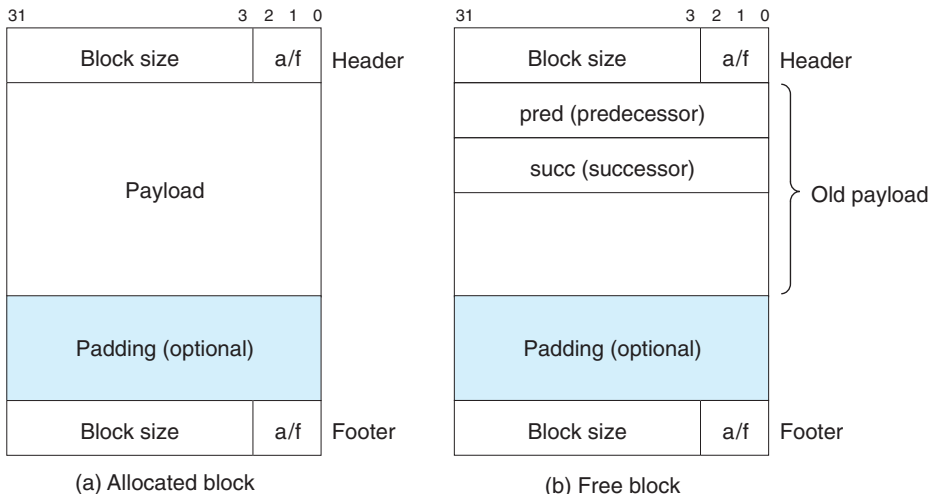 31 3 2 1 0
Block size a/f Header
Payload
Padding (optional)
Block size a/f Footer
(a) Allocated block
31 3 2 1 0
Block size a/f Header
pred (predecessor)
succ (successor)
Old payload
Padding (optional)
Block size a/f Footer
(b) Free block